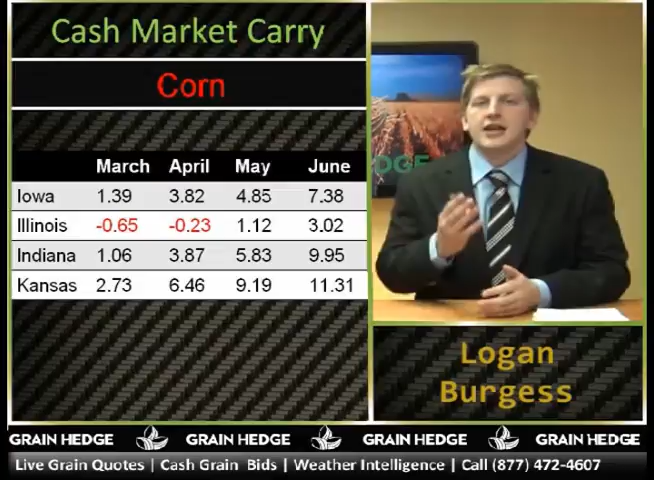 Cash Market Carry
Corn
March April May June
Iowa 1.39 3.82 4.85 7.38
Illinois -0.65 -0.23 1.12 3.02
Indiana 1.06 3.87 5.83 9.95
Kansas 2.73 6.46 9.19 11.31
EDGE
Logan
Burgess
GRAIN HEDGE GRAIN HEDGE GRAIN HEDGE GRAIN HEDGE
Live Grain Quotes | Cash Grain Bids | Weather Intelligence | Call (877) 472-4607